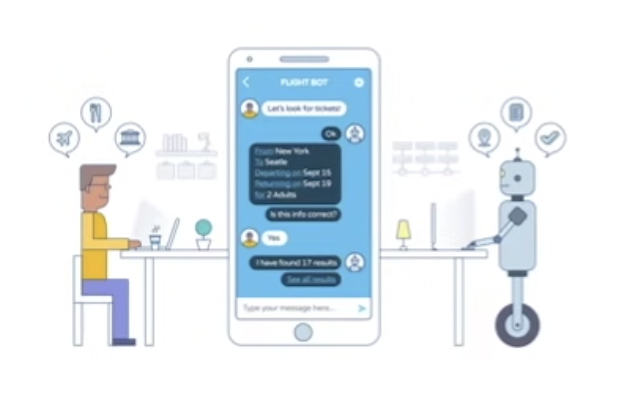 FLIGHT BOT
Let's look for tickets!
Ok
From New York
To Seatle
Departing on Sept 15
Returning on Sept 19
for 2 Adults
Is this info correct?
Yes
I have found 17 results
See all results
Type your message here...